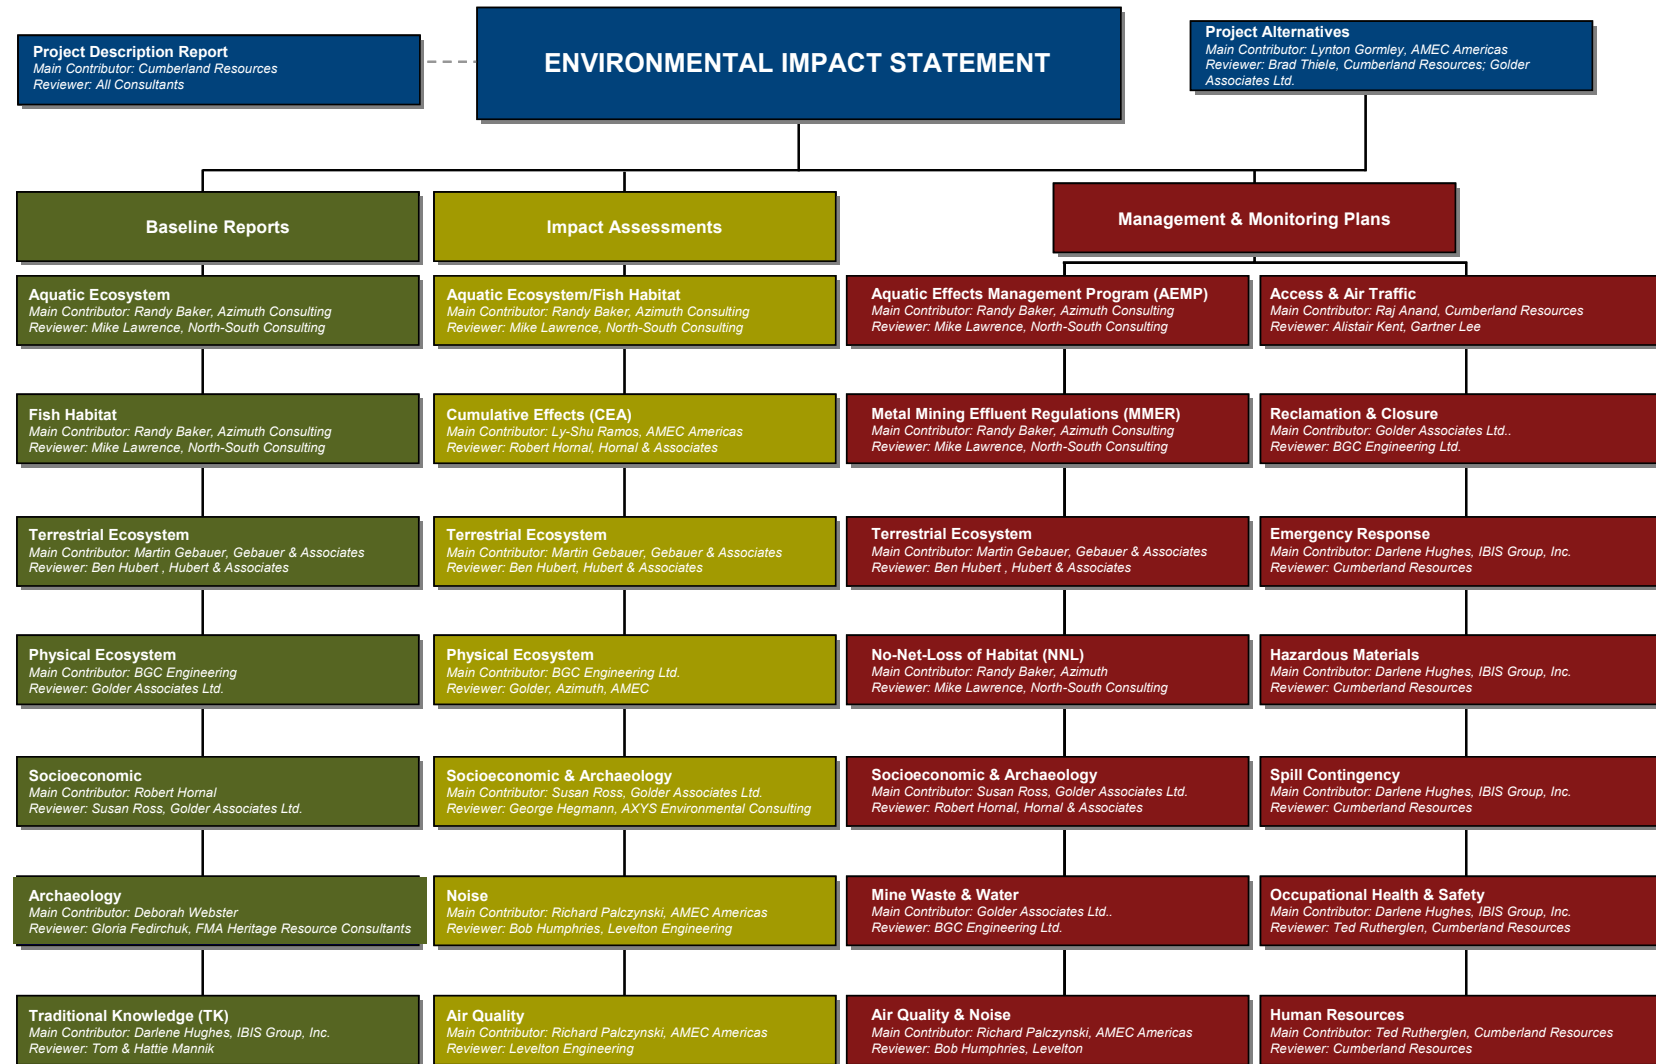 Project Description Report
Main Contributor: Cumberland Resources
Reviewer: All Consultants
ENVIRONMENTAL IMPACT STATEMENT
Project Alternatives
Main Contributor: Lynton Gormley, AMEC Americas
Reviewer: Brad Thiele, Cumberland Resources; Golder
Associates Ltd.
Baseline Reports
Aquatic Ecosystem
Main Contributor: Randy Baker, Azimuth Consulting
Reviewer: Mike Lawrence, North-South Consulting
Fish Habitat
Main Contributor: Randy Baker, Azimuth Consulting
Reviewer: Mike Lawrence, North-South Consulting
Terrestrial Ecosystem
Main Contributor: Martin Gebauer, Gebauer & Associates
Reviewer: Ben Hubert , Hubert & Associates
Physical Ecosystem
Main Contributor: BGC Engineering
Reviewer: Golder Associates Ltd.
Socioeconomic
Main Contributor: Robert Hornal
Reviewer: Susan Ross, Golder Associates Ltd.
Archaeology
Main Contributor: Deborah Webster
Reviewer: Gloria Fedirchuk, FMA Heritage Resource Consultants
Traditional Knowledge (TK)
Main Contributor: Darlene Hughes, IBIS Group, Inc.
Reviewer: Tom & Hattie Mannik
Impact Assessments
Aquatic Ecosystem/Fish Habitat
Main Contributor: Randy Baker, Azimuth Consulting
Reviewer: Mike Lawrence, North-South Consulting
Cumulative Effects (CEA)
Main Contributor: Ly-Shu Ramos, AMEC Americas
Reviewer: Robert Hornal, Hornal & Associates
Terrestrial Ecosystem
Main Contributor: Martin Gebauer, Gebauer & Associates
Reviewer: Ben Hubert, Hubert & Associates
Physical Ecosystem
Main Contributor: BGC Engineering Ltd.
Reviewer: Golder, Azimuth, AMEC
Socioeconomic & Archaeology
Main Contributor: Susan Ross, Golder Associates Ltd.
Reviewer: George Hegmann, AXYS Environmental Consulting
Noise
Main Contributor: Richard Palczynski, AMEC Americas
Reviewer: Bob Humphries, Levelton Engineering
Air Quality
Main Contributor: Richard Palczynski, AMEC Americas
Reviewer: Levelton Engineering
Management & Monitoring Plans
Aquatic Effects Management Program (AEMP)
Main Contributor: Randy Baker, Azimuth Consulting
Reviewer: Mike Lawrence, North-South Consulting
Metal Mining Effluent Regulations (MMER)
Main Contributor: Randy Baker, Azimuth Consulting
Reviewer: Mike Lawrence, North-South Consulting
Terrestrial Ecosystem
Main Contributor: Martin Gebauer, Gebauer & Associates
Reviewer: Ben Hubert , Hubert & Associates
No-Net-Loss of Habitat (NNL)
Main Contributor: Randy Baker, Azimuth
Reviewer: Mike Lawrence, North-South Consulting
Socioeconomic & Archaeology
Main Contributor: Susan Ross, Golder Associates Ltd.
Reviewer: Robert Hornal, Hornal & Associates
Mine Waste & Water
Main Contributor: Golder Associates Ltd..
Reviewer: BGC Engineering Ltd.
Air Quality & Noise
Main Contributor: Richard Palczynski, AMEC Americas
Reviewer: Bob Humphries, Levelton
Access & Air Traffic
Main Contributor: Raj Anand, Cumberland Resources
Reviewer: Alistair Kent, Gartner Lee
Reclamation & Closure
Main Contributor: Golder Associates Ltd..
Reviewer: BGC Engineering Ltd.
Emergency Response
Main Contributor: Darlene Hughes, IBIS Group, Inc.
Reviewer: Cumberland Resources
Hazardous Materials
Main Contributor: Darlene Hughes, IBIS Group, Inc.
Reviewer: Cumberland Resources
Spill Contingency
Main Contributor: Darlene Hughes, IBIS Group, Inc.
Reviewer: Cumberland Resources
Occupational Health & Safety
Main Contributor: Darlene Hughes, IBIS Group, Inc.
Reviewer: Ted Rutherglen, Cumberland Resources
Human Resources
Main Contributor: Ted Rutherglen, Cumberland Resources
Reviewer: Cumberland Resources